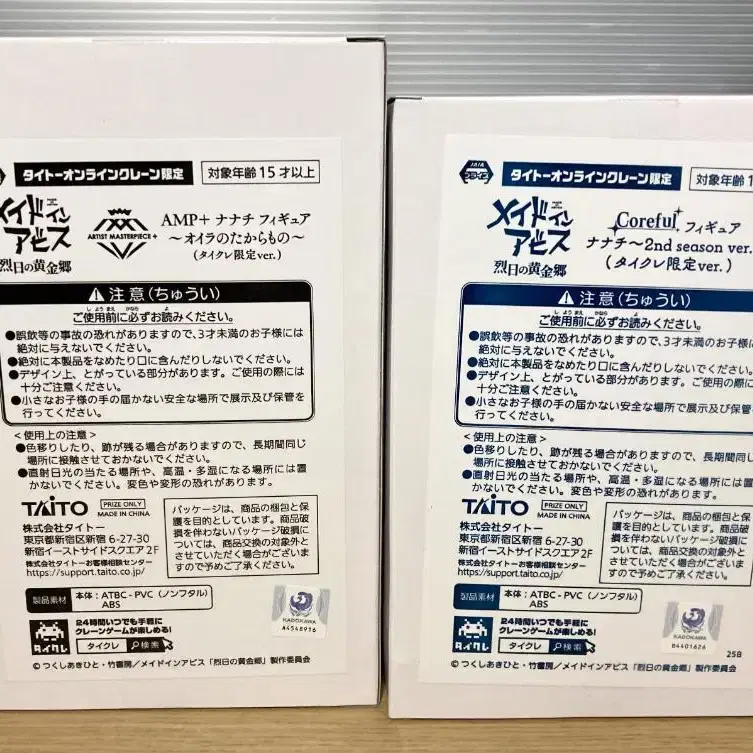 タイトーオンラインクレーン限定
対象年齢15才以上
メイドインアビス
烈日の黄金郷
ARTIST MASTERPIECE+
AMP+ ナナチ フィギュア
~オイラのたからもの~
(タイクレ限定ver.)
注意(ちゅうい)
ご使用前に必ずお読みください。
●誤飲等の事故の恐れがありますので、3才未満のお子様には
絶対に与えないでください。
●絶対に本製品をなめたり口に含んだりしないでください。
●デザイン上、とがっている部分があります。ご使用の際には
十分ご注意ください。
●小さなお子様の手の届かない安全な場所で展示及び保管を
行ってください。
<使用上の注意>
●色移りしたり、跡が残る場合がありますので、長期間同じ
場所に接触させておかないでください。
●直射日光の当たる場所や、高温・多湿になる場所には置
かないでください。変色や変形の恐れがあります。
TAITO
PRIZE ONLY
MADE IN CHINA
株式会社タイトー
東京都新宿区新宿 6-27-30
新宿イーストサイドスクエア 2F
株式会社タイトーお客様相談センター
https://support.taito.co.jp/
パッケージは、商品の梱包と保
護を目的としています。商品破
損を伴わないパッケージ破損に
ついては、商品交換の対象外と
させていただく場合がございま
すので予めご了承ください。
製品素材
本体:ATBC-PVC(ノンフタル)
ABS
タイクレ
24時間いつでも手軽に
クレーンゲームが楽しめる!
タイクレ 検索
KADOKAWA
A4548916
©つくしあきひと・竹書房/メイドインアビス「烈日の黄金郷」製作委員会
JAIA
タイトーオンラインクレーン限定
対象年齢1
メイドインアビス
烈日の黄金郷
Coreful フィギュア
ナナチ~2nd season ver.
(タイクレ限定ver.)
注意(ちゅうい)
ご使用前に必ずお読みください。
●誤飲等の事故の恐れがありますので、3才未満のお子様に
絶対に与えないでください。
●絶対に本製品をなめたり口に含んだりしないでください。
●デザイン上、とがっている部分があります。ご使用の際に
十分ご注意ください。
●小さなお子様の手の届かない安全な場所で展示及び保管を
行ってください。
<使用上の注意>
●色移りしたり、跡が残る場合がありますので、長期間同じ
場所に接触させておかないでください。
●直射日光の当たる場所や、高温・多湿になる場所には
かないでください。変色や変形の恐れがあります。
TAITO
PRIZE ONLY
MADE IN CHINA
株式会社タイトー
東京都新宿区新宿 6-27-30
新宿イーストサイドスクエア 2F
株式会社タイトーお客様相談センター
https://support.taito.co.jp/
パッケージは、商品の梱包と保
護を目的としています。商品破
損を伴わないパッケージ破損に
ついては、商品交換の対象外と
させていただく場合がございま
すので予めご了承ください。
製品素材
本体:ATBC-PVC(ノンフタル)
ABS
タイクレ
24時間いつでも手軽に
クレーンゲームが楽しめる!
タイクレ 検索
KADOKAWA
B4401626
258
©つくしあきひと・竹書房/メイドインアビス「烈日の黄金郷」製作委員会